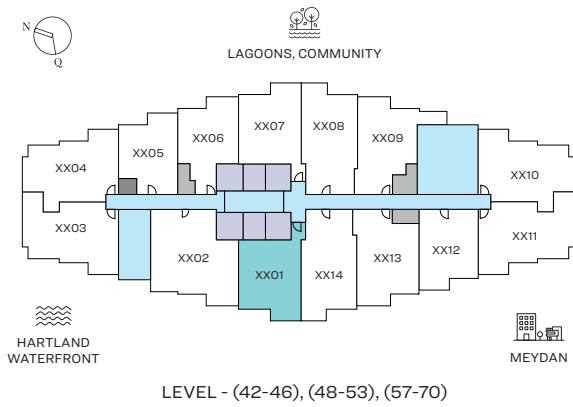 N
Q
LAGOONS, COMMUNITY
XX07
XX08
XX06
XX09
XX05
XX04
XX10
XX03
XX11
XX02
XX12
XX13
XX01
XX14
HARTLAND
WATERFRONT
MEYDAN
LEVEL - (42-46), (48-53), (57-70)